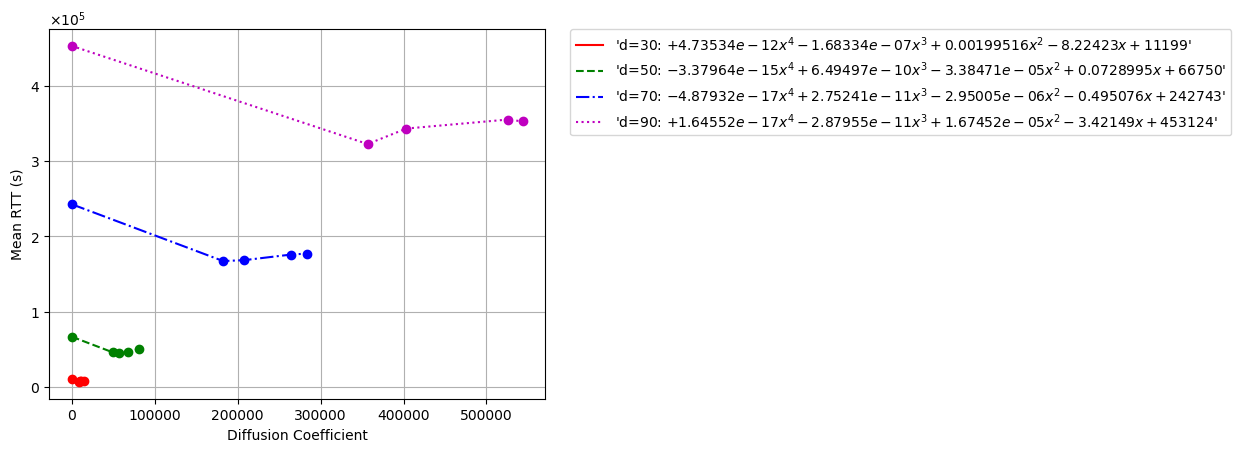 ×10⁵
4
3
2
1
0
Mean RTT (s)
0 100000 200000 300000 400000 500000
Diffusion Coefficient
'd=30: +4.73534e − 12x⁴ − 1.68334e − 07x³ + 0.00199516x² − 8.22423x + 11199'
'd=50: −3.37964e − 15x⁴ + 6.49497e − 10x³ − 3.38471e − 05x² + 0.0728995x + 66750'
'd=70: −4.87932e − 17x⁴ + 2.75241e − 11x³ − 2.95005e − 06x² − 0.495076x + 242743'
'd=90: +1.64552e − 17x⁴ − 2.87955e − 11x³ + 1.67452e − 05x² − 3.42149x + 453124'